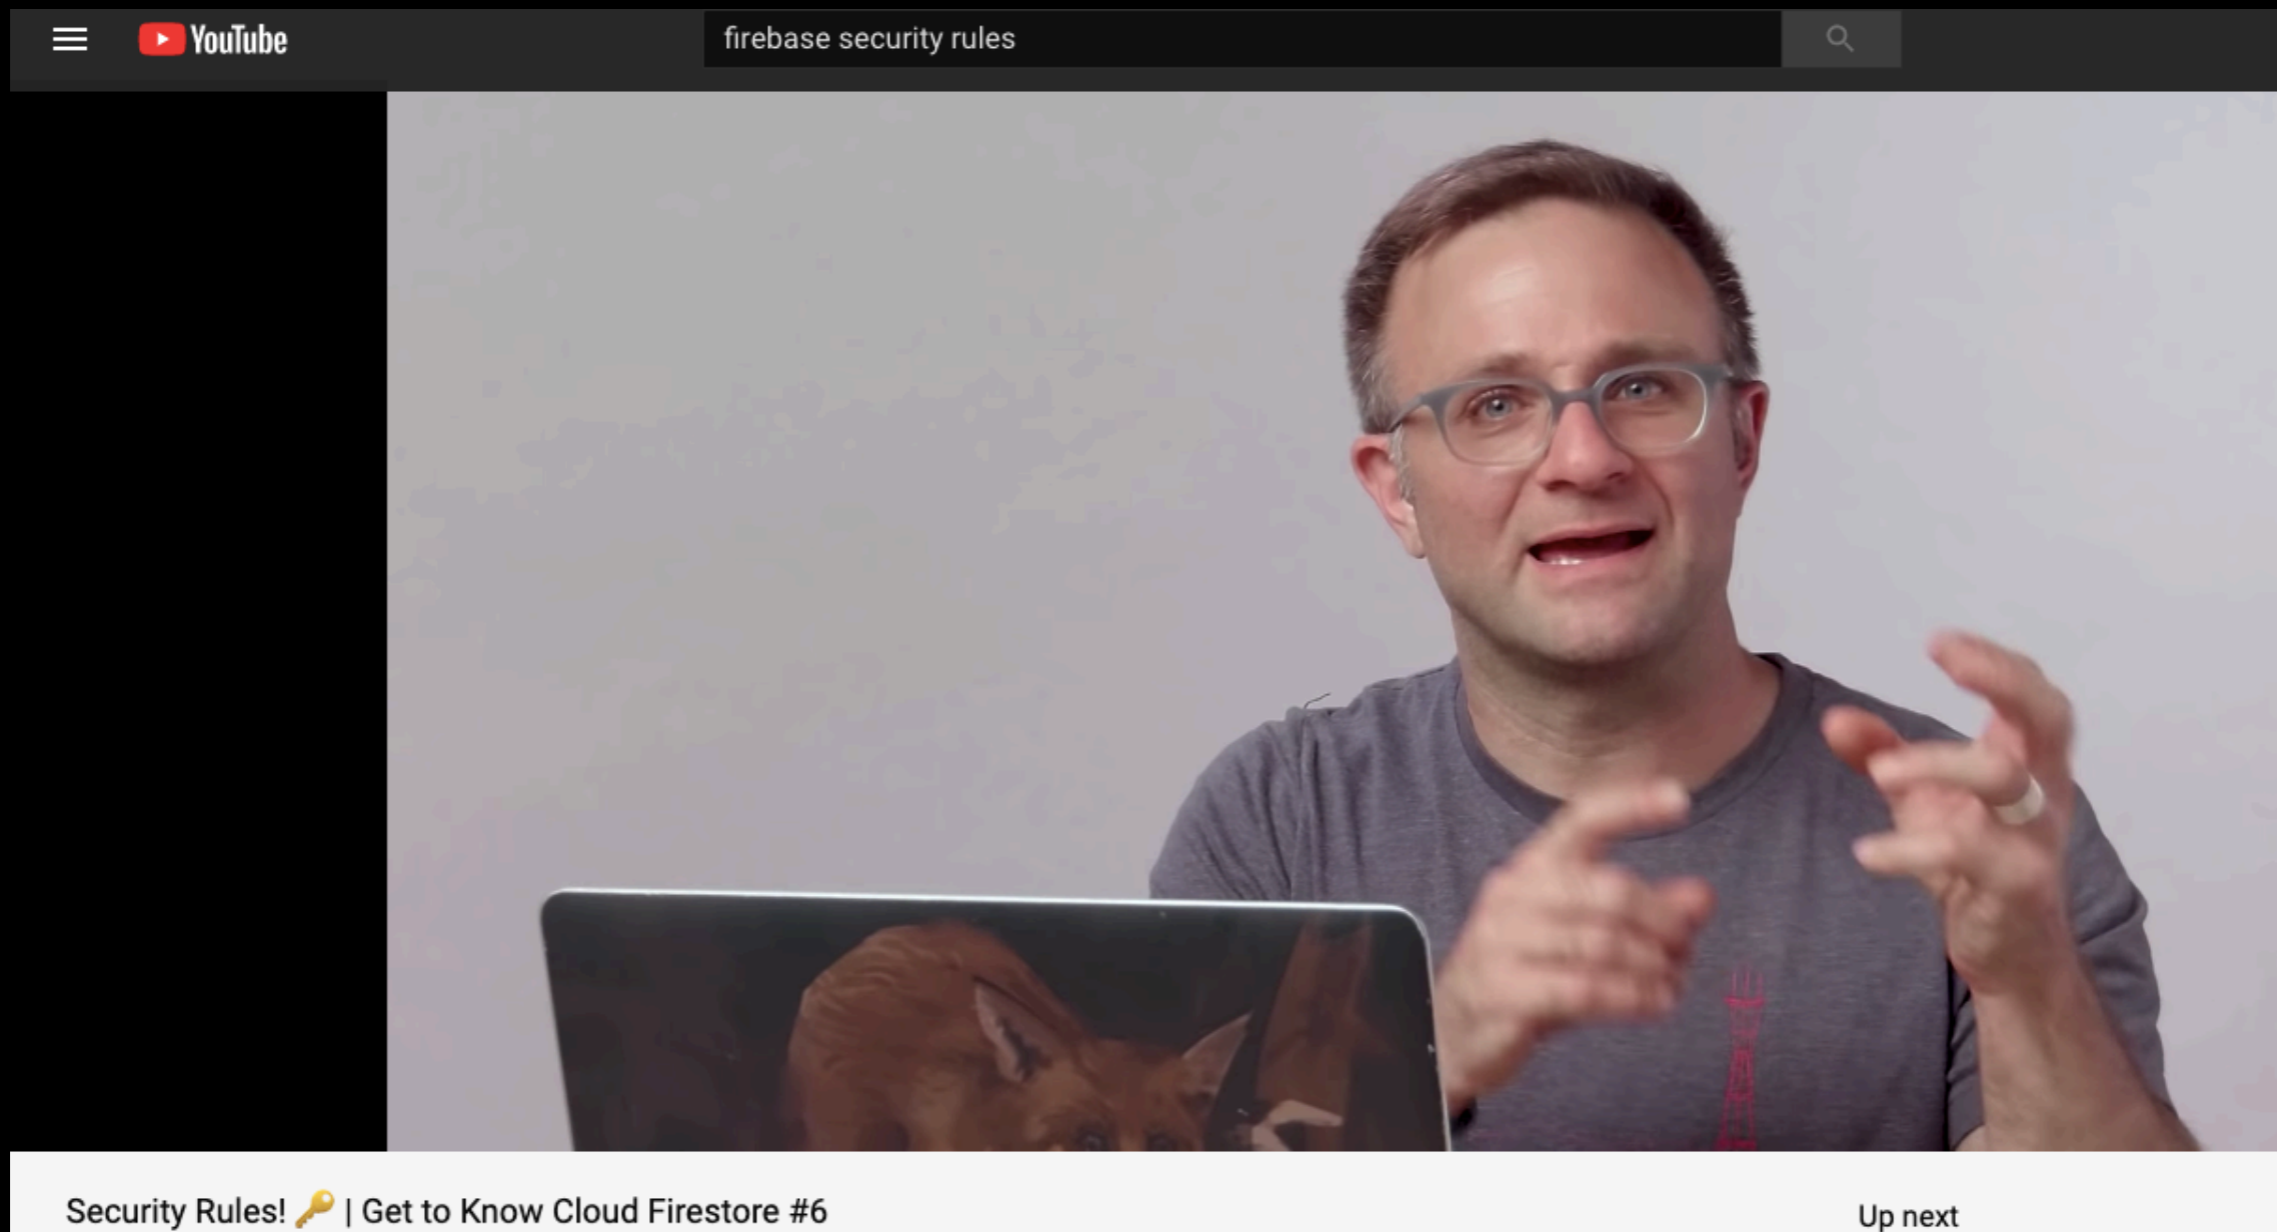 YouTube
firebase security rules
Security Rules! 🔑 | Get to Know Cloud Firestore #6
Up next